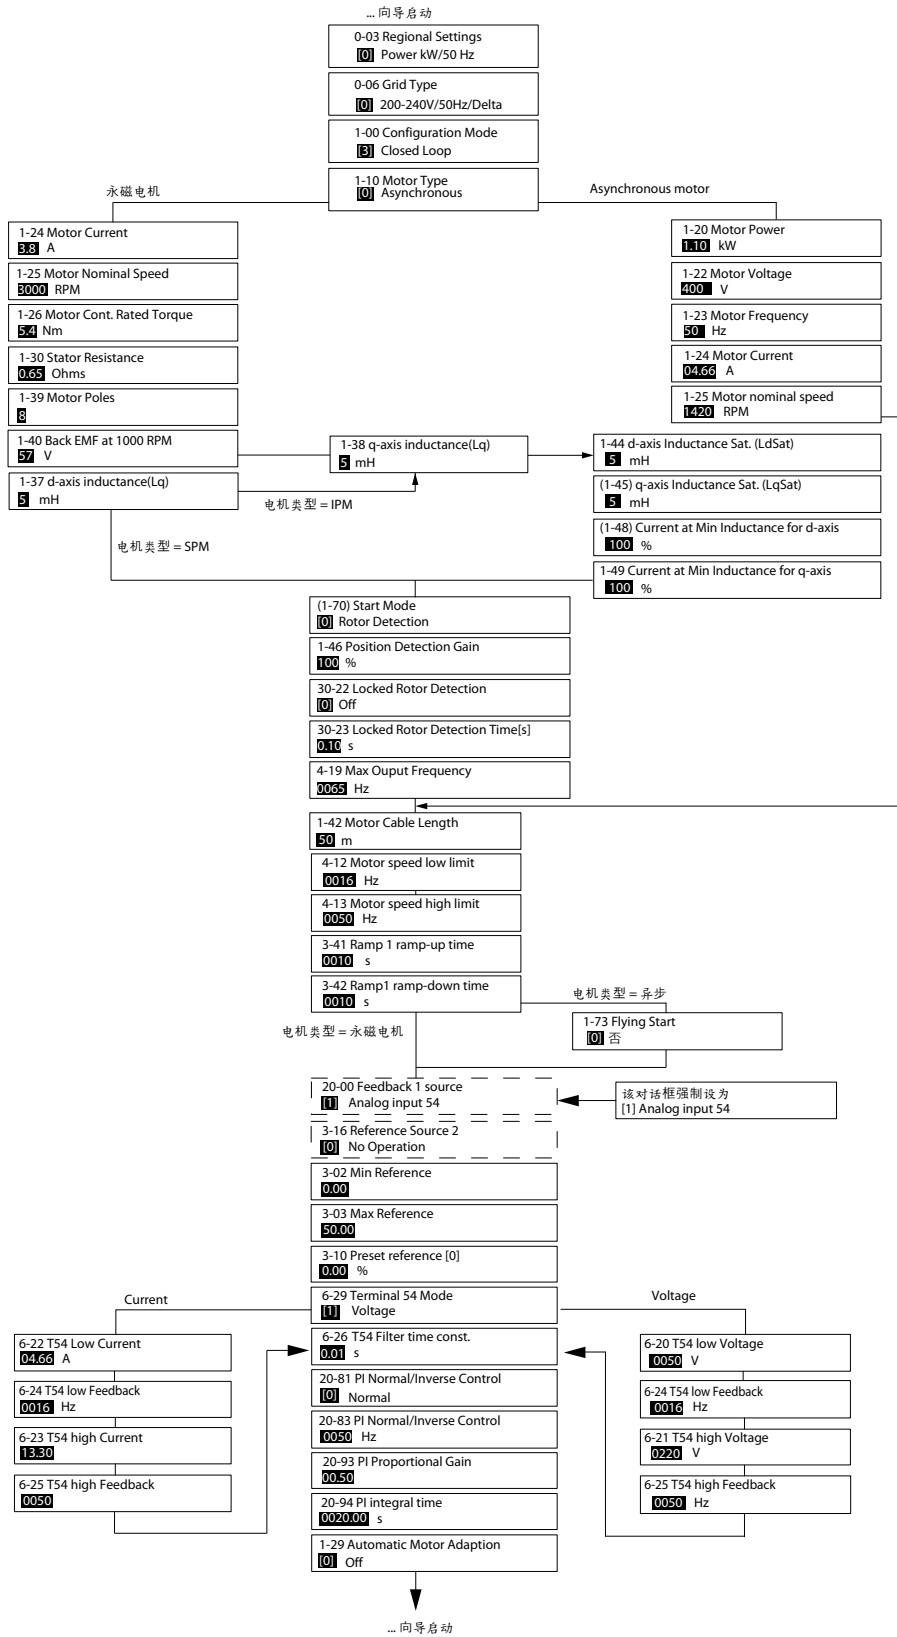 ... 向导启动
0-03 Regional Settings
[0] Power kW/50 Hz
0-06 Grid Type
[0] 200-240V/50Hz/Delta
1-00 Configuration Mode
[3] Closed Loop
1-10 Motor Type
[0] Asynchronous
永磁电机
Asynchronous motor
1-24 Motor Current
3.8 A
1-25 Motor Nominal Speed
3000 RPM
1-26 Motor Cont. Rated Torque
5.4 Nm
1-30 Stator Resistance
0.65 Ohms
1-39 Motor Poles
8
1-40 Back EMF at 1000 RPM
57 V
1-37 d-axis inductance(Lq)
5 mH
1-20 Motor Power
1.10 kW
1-22 Motor Voltage
400 V
1-23 Motor Frequency
50 Hz
1-24 Motor Current
04.66 A
1-25 Motor nominal speed
1420 RPM
1-38 q-axis inductance(Lq)
5 mH
电机类型 = IPM
电机类型 = SPM
1-44 d-axis Inductance Sat. (LdSat)
5 mH
(1-45) q-axis Inductance Sat. (LqSat)
5 mH
(1-48) Current at Min Inductance for d-axis
100 %
1-49 Current at Min Inductance for q-axis
100 %
(1-70) Start Mode
[0] Rotor Detection
1-46 Position Detection Gain
100 %
30-22 Locked Rotor Detection
[0] Off
30-23 Locked Rotor Detection Time[s]
0.10 s
4-19 Max Ouput Frequency
0065 Hz
1-42 Motor Cable Length
50 m
4-12 Motor speed low limit
0016 Hz
4-13 Motor speed high limit
0050 Hz
3-41 Ramp 1 ramp-up time
0010 s
3-42 Ramp1 ramp-down time
0010 s
电机类型 = 异步
电机类型 = 永磁电机
1-73 Flying Start
[0] 否
20-00 Feedback 1 source
[1] Analog input 54
该对话框强制设为
[1] Analog input 54
3-16 Reference Source 2
[0] No Operation
3-02 Min Reference
0.00
3-03 Max Reference
50.00
3-10 Preset reference [0]
0.00 %
6-29 Terminal 54 Mode
[1] Voltage
Current
Voltage
6-22 T54 Low Current
04.66 A
6-24 T54 low Feedback
0016 Hz
6-23 T54 high Current
13.30
6-25 T54 high Feedback
0050
6-26 T54 Filter time const.
0.01 s
20-81 PI Normal/Inverse Control
[0] Normal
20-83 PI Normal/Inverse Control
0050 Hz
20-93 PI Proportional Gain
00.50
20-94 PI integral time
0020.00 s
1-29 Automatic Motor Adaption
[0] Off
6-20 T54 low Voltage
0050 V
6-24 T54 low Feedback
0016 Hz
6-21 T54 high Voltage
0220 V
6-25 T54 high Feedback
0050 Hz
... 向导启动